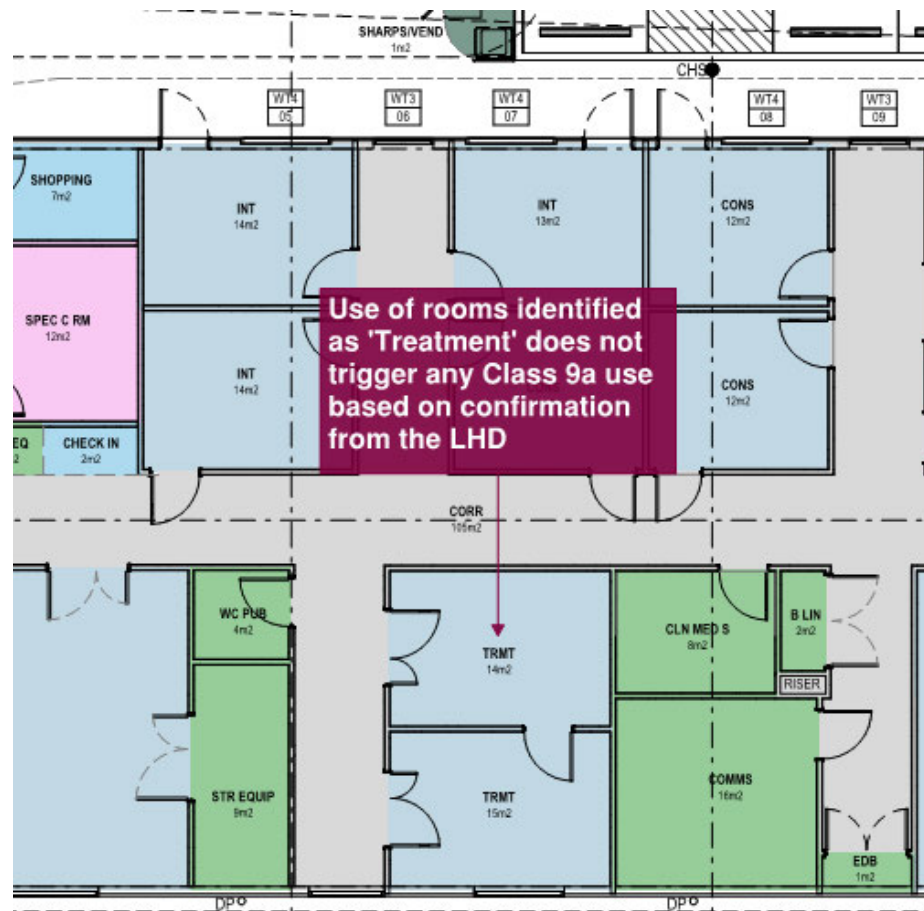 SHARPS/VEND
1m2
CHS
WT4
05
WT3
06
WT4
07
WT4
08
WT3
09
SHOPPING
7m2
INT
14m2
INT
13m2
CONS
12m2
SPEC C RM
12m2
INT
14m2
Use of rooms identified
as 'Treatment' does not
trigger any Class 9a use
based on confirmation
from the LHD
CONS
12m2
EQ
2
CHECK IN
2m2
CORR
105m2
WC PUB
4m2
TRMT
14m2
CLN MED S
8m2
B LIN
2m2
RISER
STR EQUIP
9m2
TRMT
15m2
COMMS
16m2
EDB
1m2
DP
DP